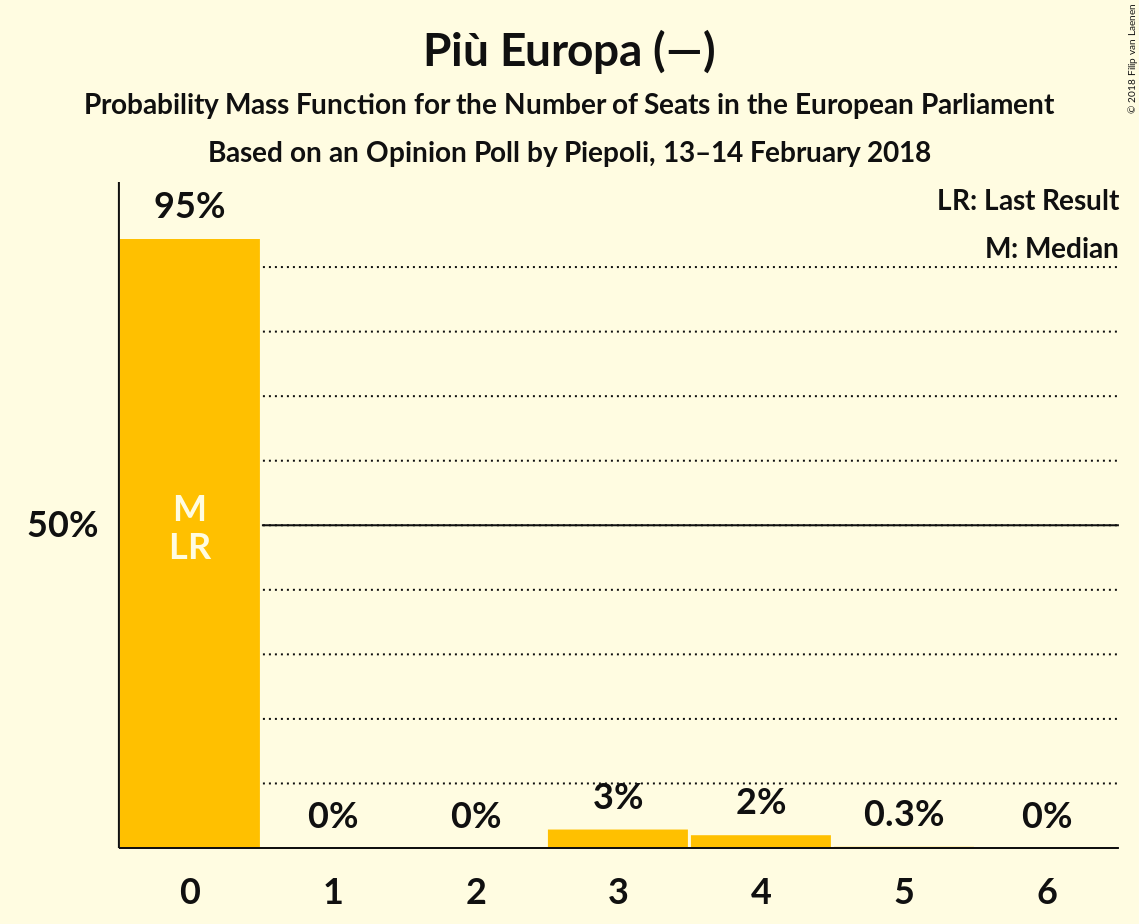 Più Europa (—)
Probability Mass Function for the Number of Seats in the European Parliament
Based on an Opinion Poll by Piepoli, 13–14 February 2018
© 2018 Filip van Laenen
LR: Last Result
M: Median
95%
M
LR
50%
0%
0%
3%
2%
0.3%
0%
0 1 2 3 4 5 6